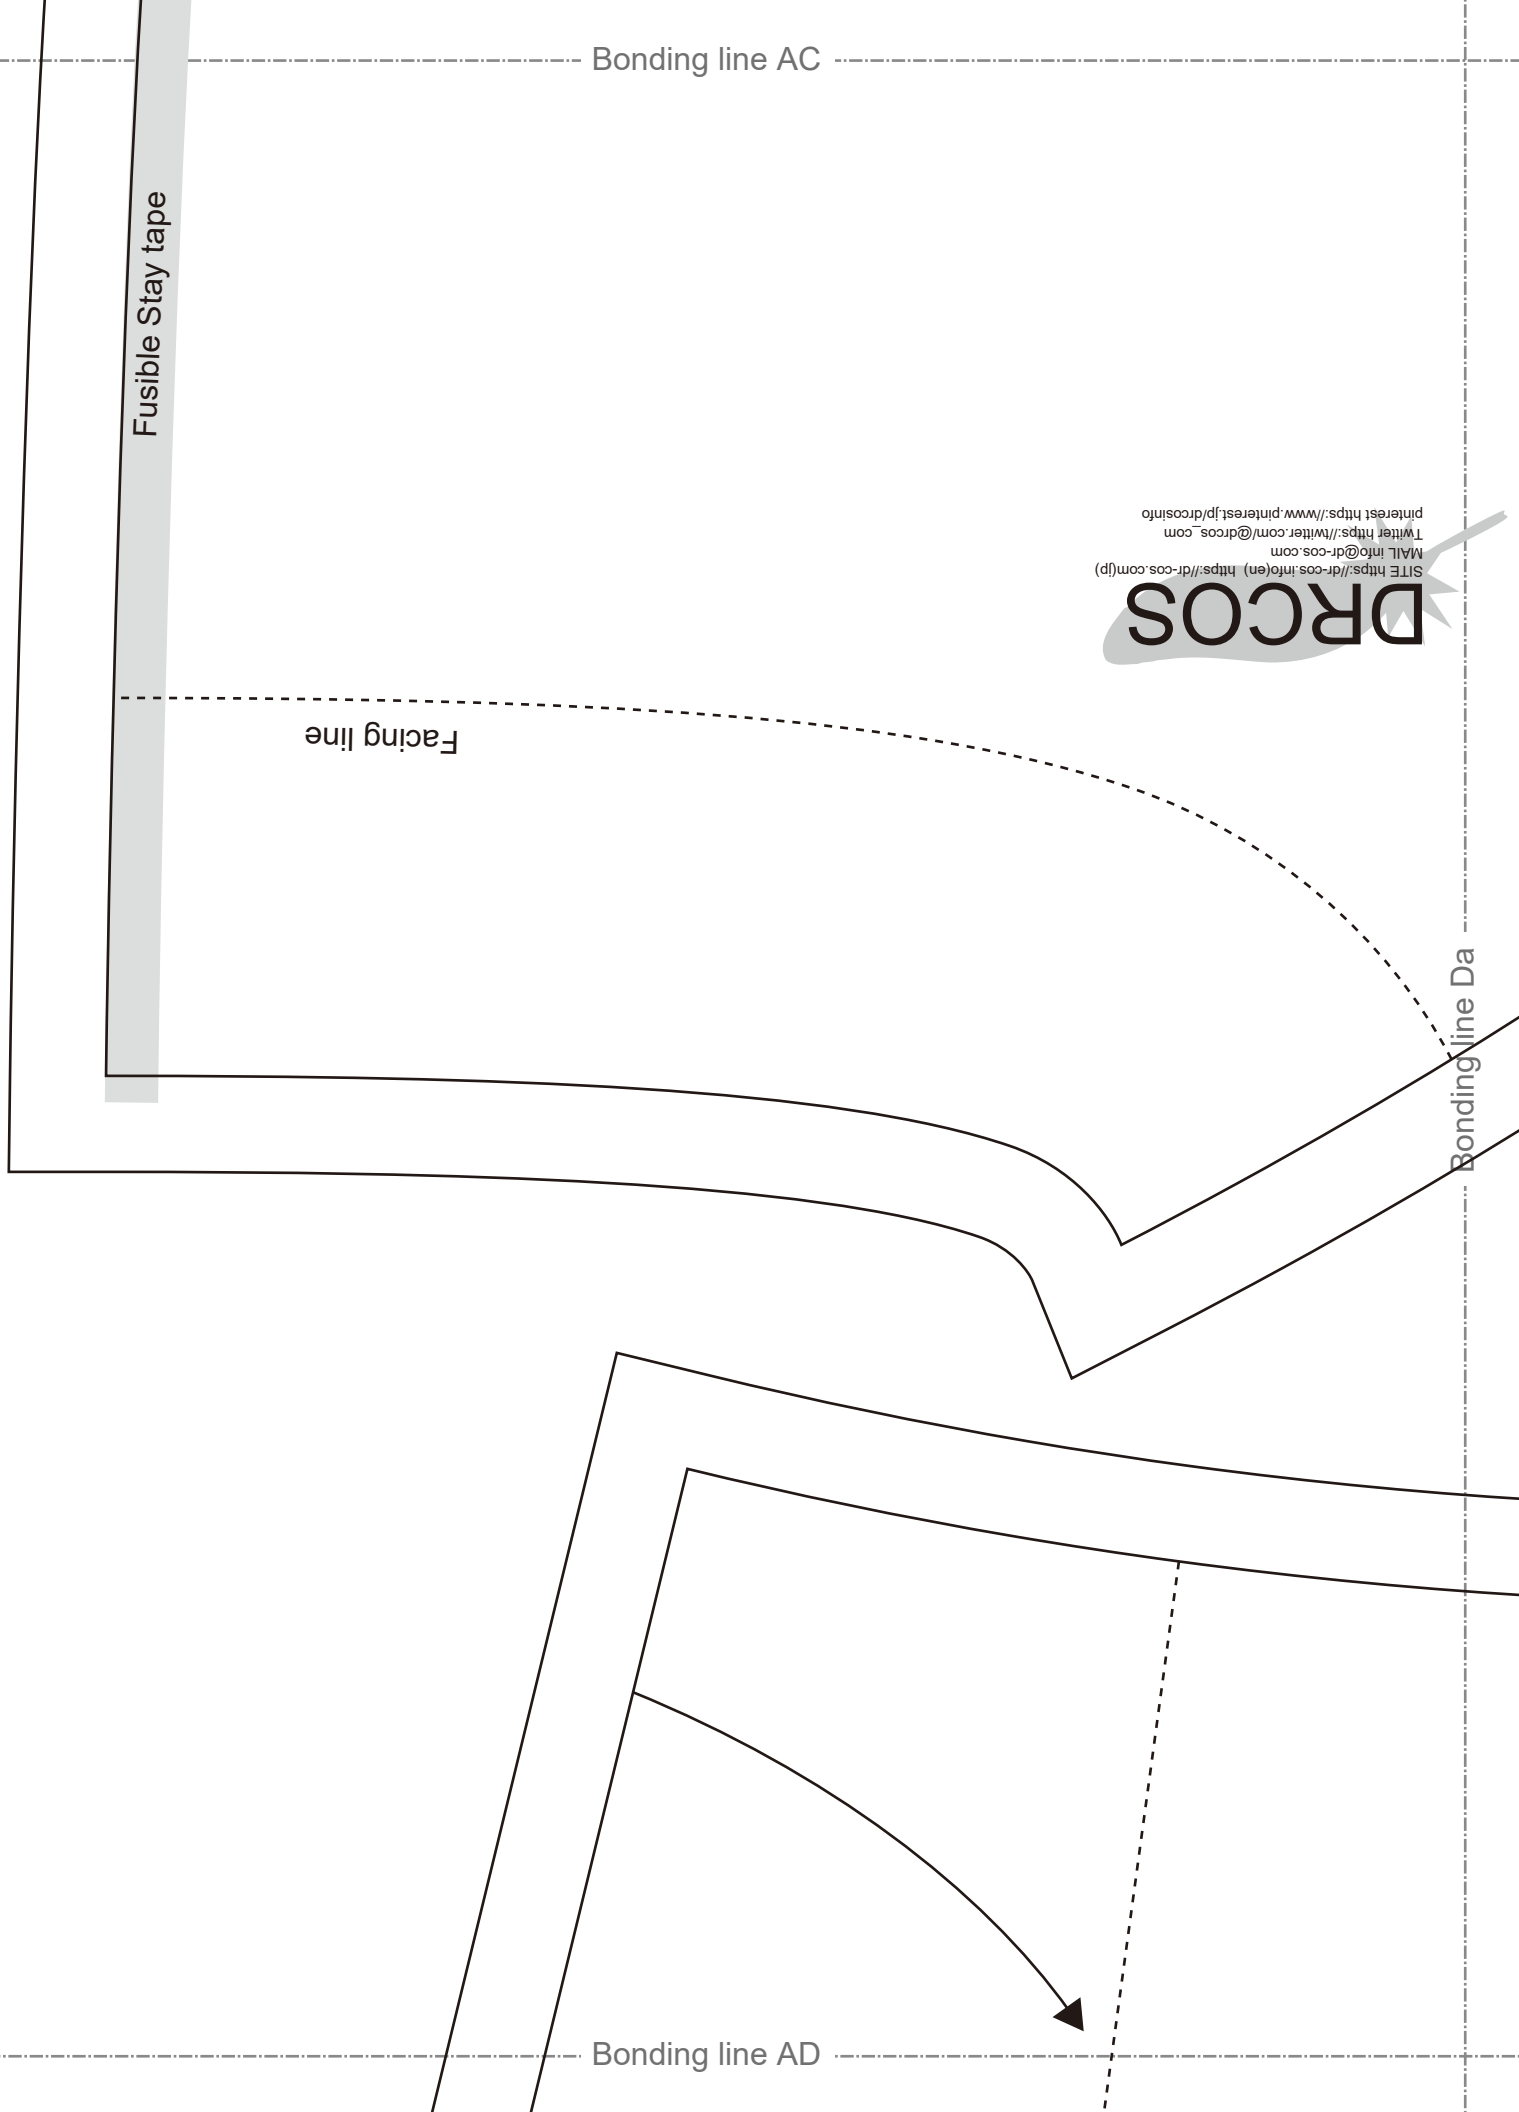 Bonding line AC
Fusible Stay tape
DRCOS
SITE https://dr-cos.info(en) https://dr-cos.com(jp)
MAIL info@dr-cos.com
Twitter https://twitter.com/@drcos_com
pinterest https://www.pinterest.jp/drcosinfo
Facing line
Bonding line Da
Bonding line AD